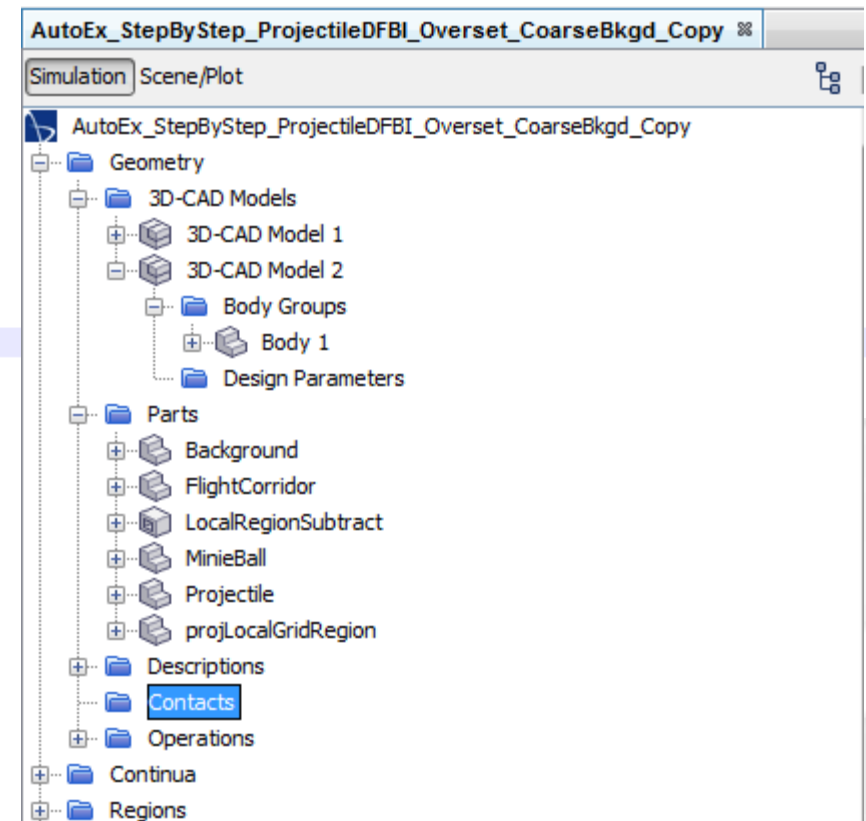 AutoEx_StepByStep_ProjectileDFBI_Overset_CoarseBkgd_Copy
Simulation Scene/Plot
AutoEx_StepByStep_ProjectileDFBI_Overset_CoarseBkgd_Copy
Geometry
3D-CAD Models
3D-CAD Model 1
3D-CAD Model 2
Body Groups
Body 1
Design Parameters
Parts
Background
FlightCorridor
LocalRegionSubtract
MinieBall
Projectile
projLocalGridRegion
Descriptions
Contacts
Operations
Continua
Regions